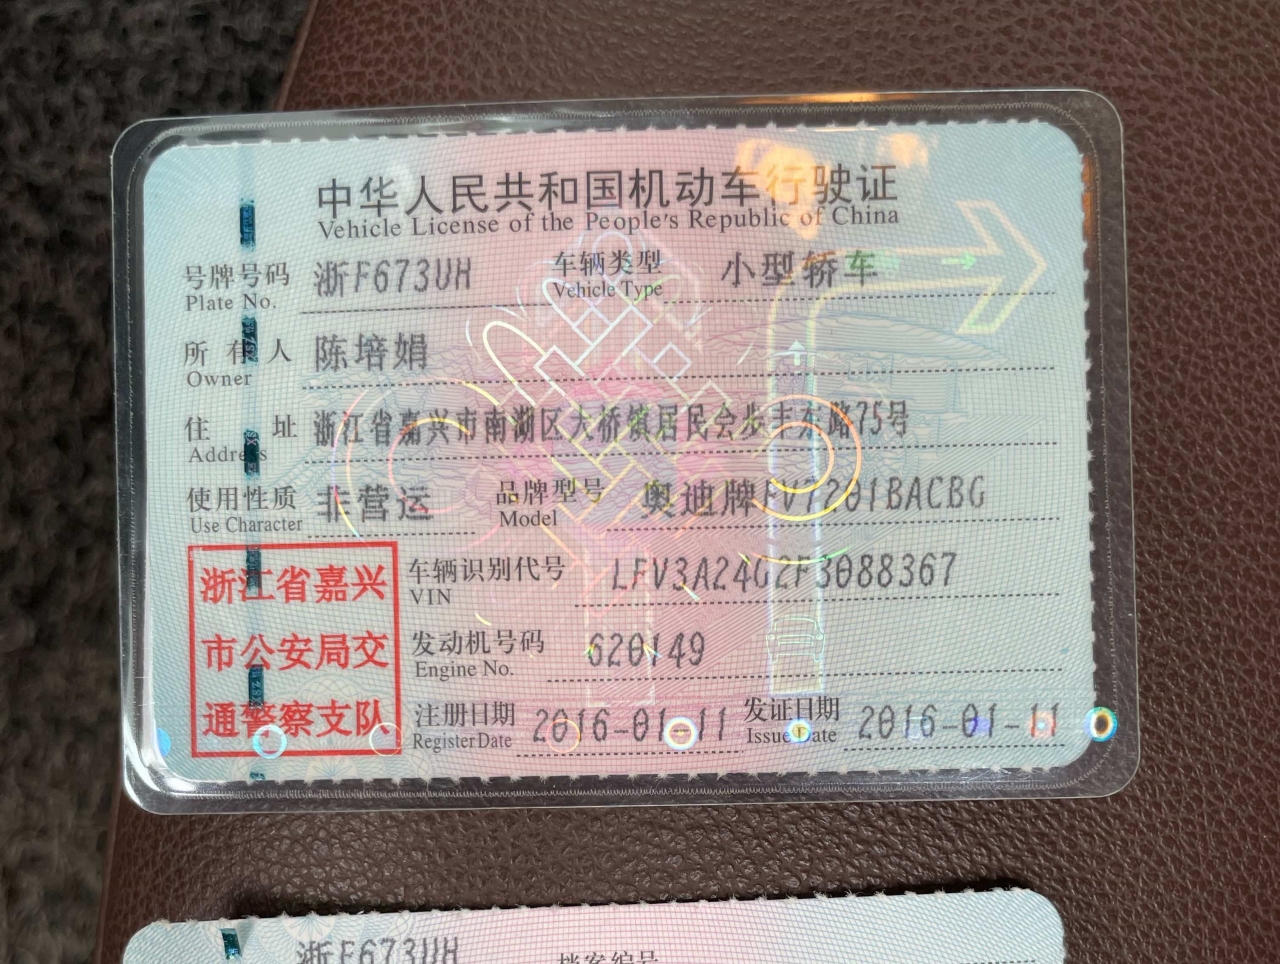 中华人民共和国机动车行驶证
Vehicle License of the People's Republic of China
号牌号码 浙F673UH 车辆类型 小型轿车
Plate No. Vehicle Type
所有人 陈培娟
Owner
住址 浙江省嘉兴市南湖区大桥镇居民会步丰东路75号
Address
使用性质 非营运 品牌型号 奥迪牌FV7201BACBG
Use Character Model
浙江省嘉兴
市公安局交
通警察支队
车辆识别代号 LFV3A24G2F3088367
VIN
发动机号码 620149
Engine No.
注册日期 2016-01-11 发证日期 2016-01-11
Register Date Issue Date
浙F673UH 档案编号